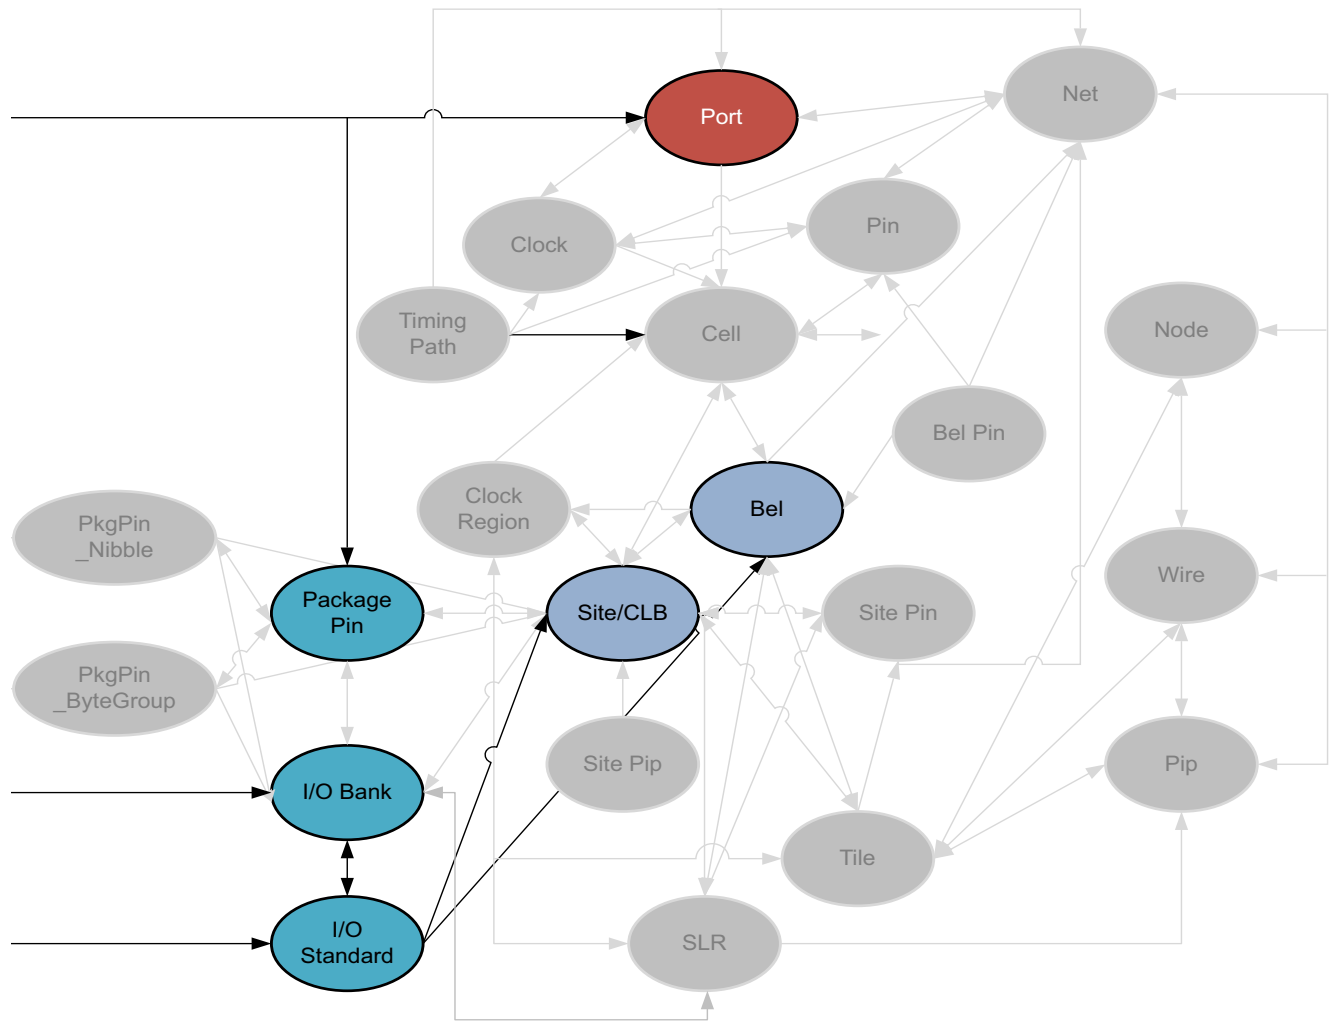 Port
Net
Clock
Pin
Timing
Path
Cell
Node
Bel Pin
Clock
Region
Bel
PkgPin
_Nibble
Package
Pin
Site/CLB
Site Pin
Wire
PkgPin
_ByteGroup
I/O Bank
Site Pip
Pip
Tile
I/O
Standard
SLR